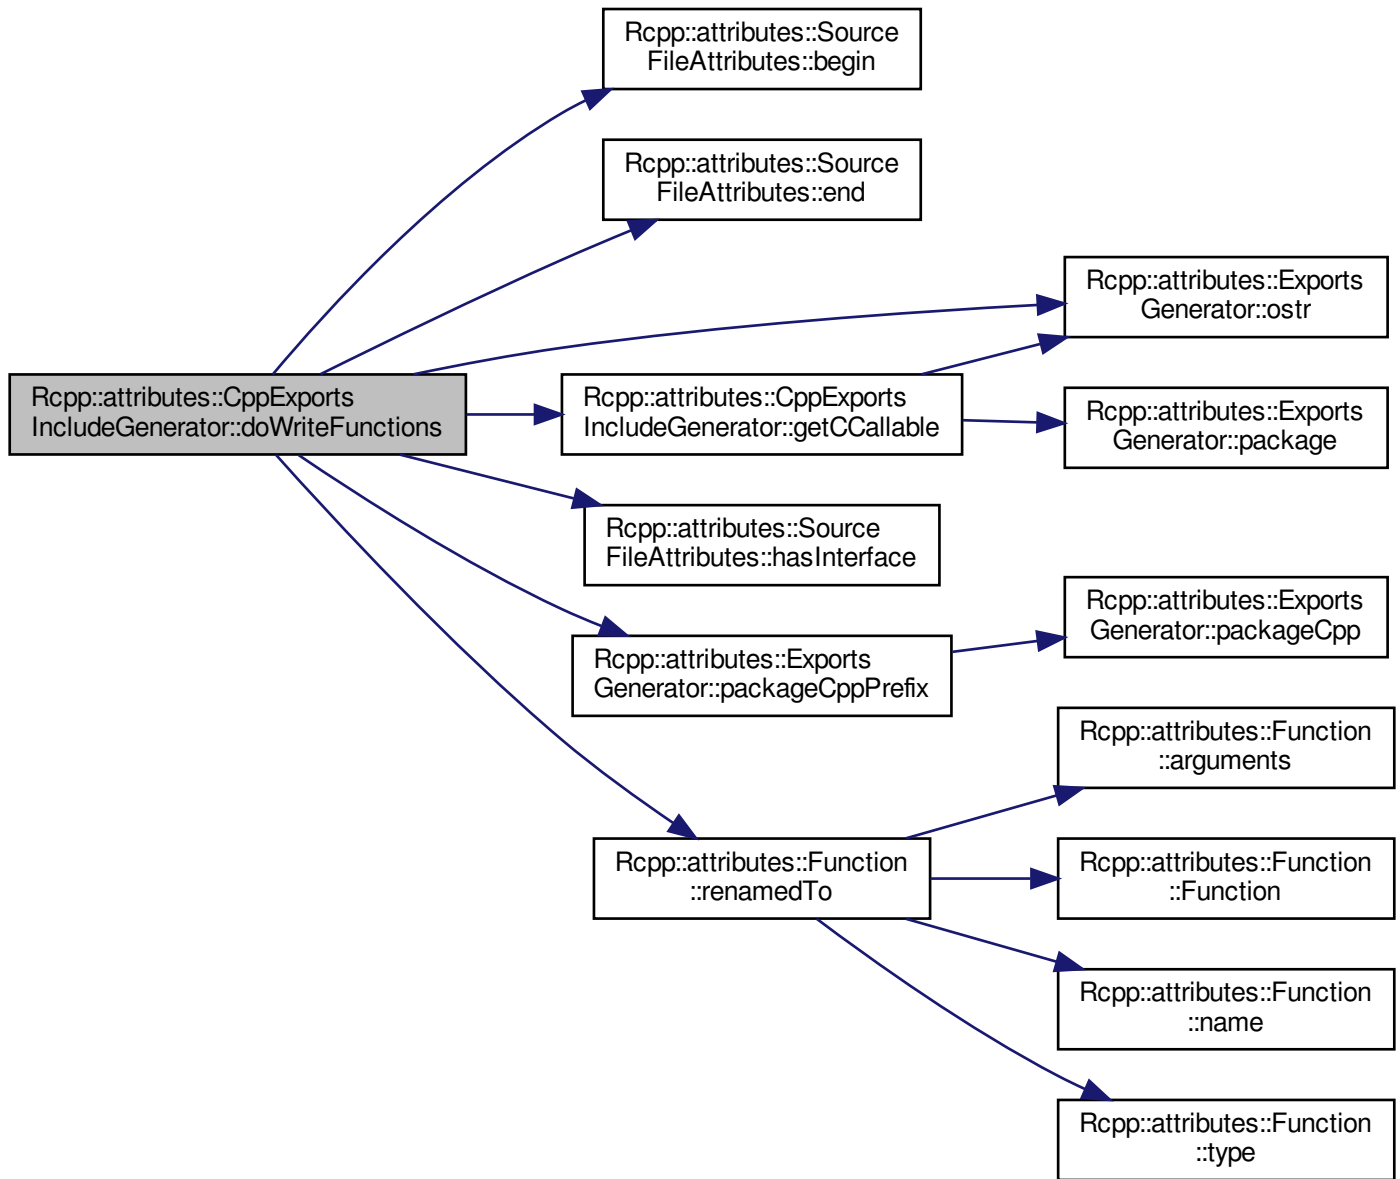 Rcpp::attributes::Source
FileAttributes::begin
Rcpp::attributes::Source
FileAttributes::end
Rcpp::attributes::Exports
Generator::ostr
Rcpp::attributes::CppExports
IncludeGenerator::doWriteFunctions
Rcpp::attributes::CppExports
IncludeGenerator::getCCallable
Rcpp::attributes::Exports
Generator::package
Rcpp::attributes::Source
FileAttributes::hasInterface
Rcpp::attributes::Exports
Generator::packageCpp
Rcpp::attributes::Exports
Generator::packageCppPrefix
Rcpp::attributes::Function
::arguments
Rcpp::attributes::Function
::renamedTo
Rcpp::attributes::Function
::Function
Rcpp::attributes::Function
::name
Rcpp::attributes::Function
::type